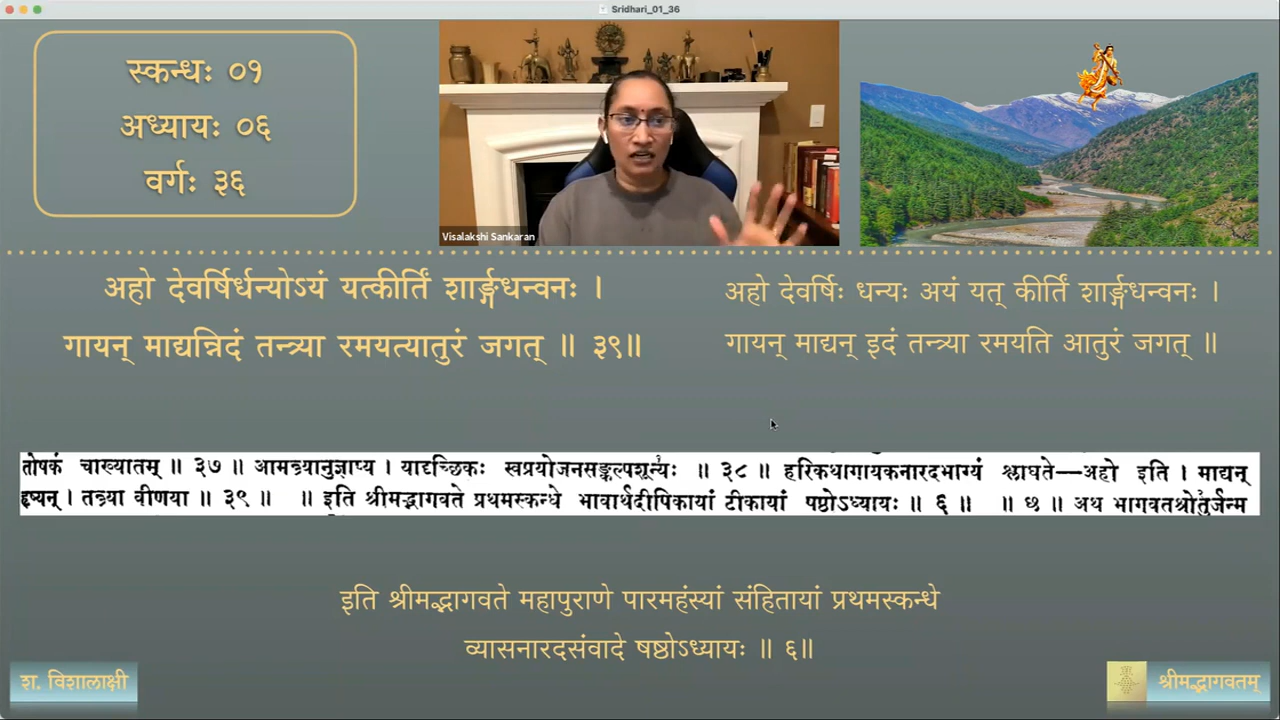 Sridhari_01_36
स्कन्धः ०१
अध्यायः ०६
वर्गः ३६
Visalakshi Sankaran
अहो देवर्षिर्धन्योऽयं यत्कीर्तिं शार्ङ्गधन्वनः ।
गायन् माद्यन्निदं तन्त्र्या रमयत्यातुरं जगत् ॥ ३९॥
अहो देवर्षिः धन्यः अयं यत् कीर्तिं शार्ङ्गधन्वनः ।
गायन् माद्यन् इदं तन्त्र्या रमयति आतुरं जगत् ॥
तोषकं चाख्यातम् ॥ ३७ ॥ आमन्त्र्यानुज्ञाप्य । यादृच्छिकः स्वप्रयोजनसङ्कल्पशून्यः ॥ ३८ ॥ हरिकथागायकनारदभाग्यं श्लाघते—अहो इति । माद्यन्
हृष्यन् । तन्त्र्या वीणया ॥ ३९ ॥ ॥ इति श्रीमद्भागवते प्रथमस्कन्धे भावार्थदीपिकायां टीकायां षष्ठोऽध्यायः ॥ ६ ॥ ॥ छ ॥ अथ भागवतश्रोतुर्जन्म
इति श्रीमद्भागवते महापुराणे पारमहंस्यां संहितायां प्रथमस्कन्धे
व्यासनारदसंवादे षष्ठोऽध्यायः ॥ ६॥
श. विशालाक्षी
श्रीमद्भागवतम्